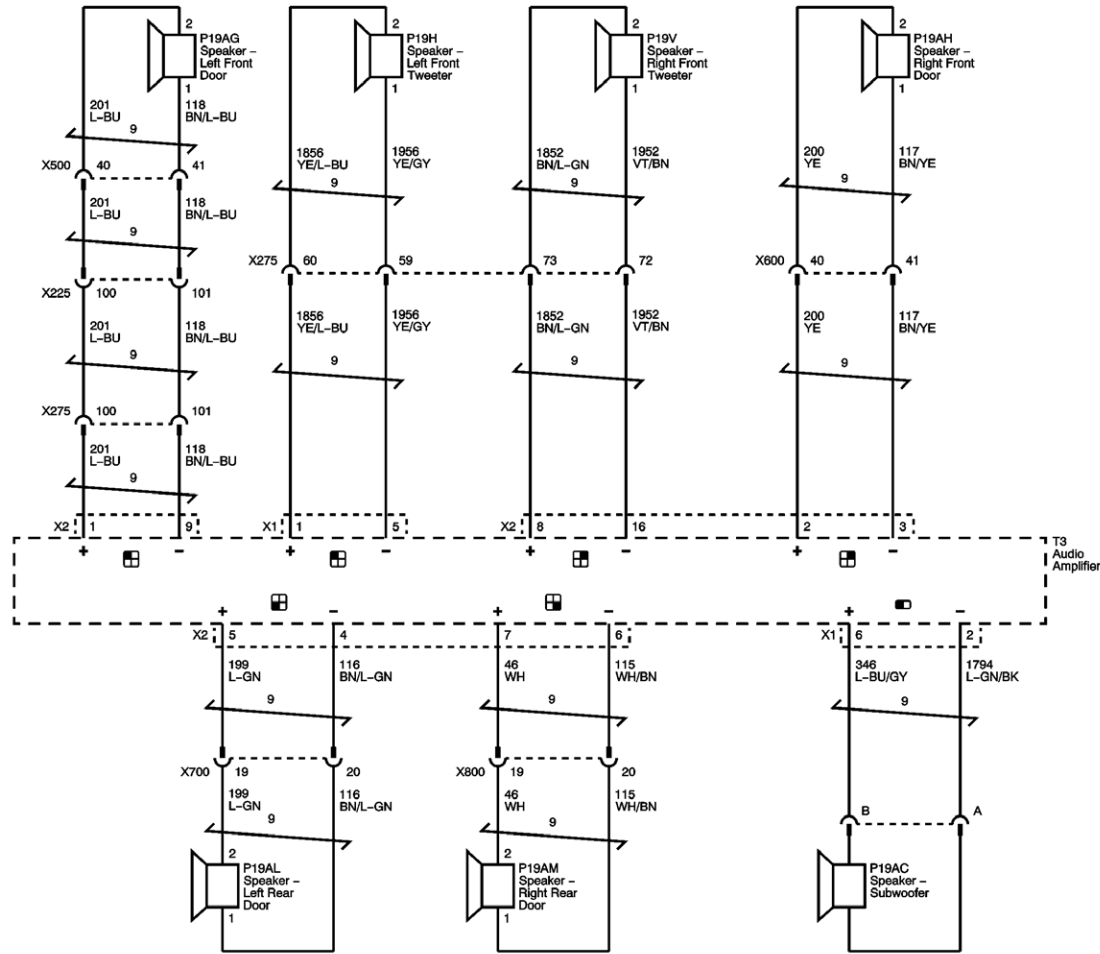 2
P19AG
Speaker –
Left Front
Door
1
2
P19H
Speaker –
Left Front
Tweeter
1
2
P19V
Speaker –
Right Front
Tweeter
1
2
P19AH
Speaker –
Right Front
Door
1
201
L–BU
118
BN/L–BU
9
1856
YE/L–BU
1956
YE/GY
9
1852
BN/L–GN
1952
VT/BN
9
200
YE
117
BN/YE
9
X500 40 41
201
L–BU
118
BN/L–BU
9
X275 60 59 73 72
X600 40 41
X225 100 101
201
L–BU
118
BN/L–BU
9
1856
YE/L–BU
1956
YE/GY
9
1852
BN/L–GN
1952
VT/BN
9
200
YE
117
BN/YE
9
X275 100 101
201
L–BU
118
BN/L–BU
9
X2 1 9
X1 1 5
X2 8 16 2 3
+ – + – + – + –
T3
Audio
Amplifier
+ – + – + –
X2 5 4 7 6
X1 6 2
199
L–GN
116
BN/L–GN
9
46
WH
115
WH/BN
9
346
L–BU/GY
1794
L–GN/BK
9
X700 19 20
X800 19 20
199
L–GN
116
BN/L–GN
9
46
WH
115
WH/BN
9
B A
2
P19AL
Speaker –
Left Rear
Door
1
2
P19AM
Speaker –
Right Rear
Door
1
P19AC
Speaker –
Subwoofer